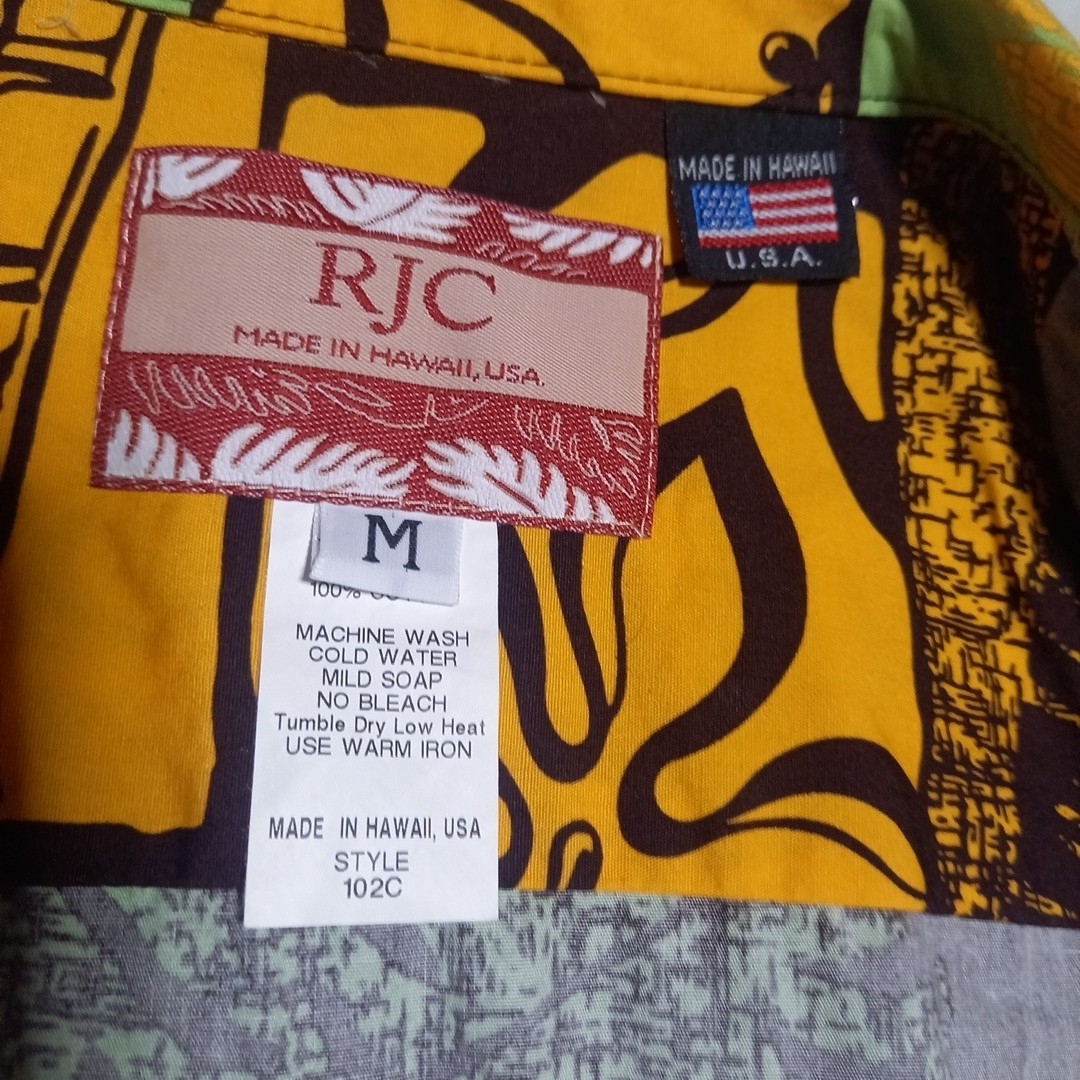 RJC
MADE IN HAWAII, USA.
MADE IN HAWAII
U.S.A.
M
100%
MACHINE WASH
COLD WATER
MILD SOAP
NO BLEACH
Tumble Dry Low Heat
USE WARM IRON
MADE IN HAWAII, USA
STYLE
102C